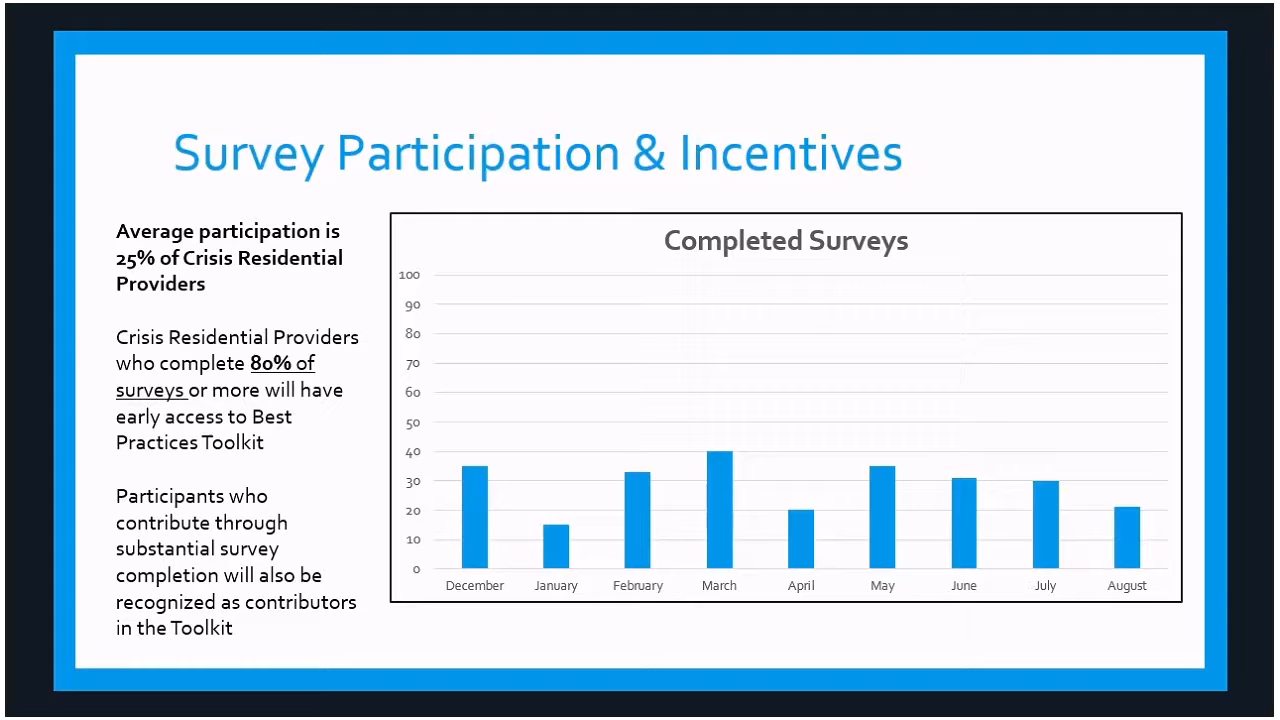 Survey Participation & Incentives
Average participation is
25% of Crisis Residential
Providers
Crisis Residential Providers
who complete 80% of
surveys or more will have
early access to Best
Practices Toolkit
Participants who
contribute through
substantial survey
completion will also be
recognized as contributors
in the Toolkit
Completed Surveys
100
90
80
70
60
50
40
30
20
10
0
December January February March April May June July August